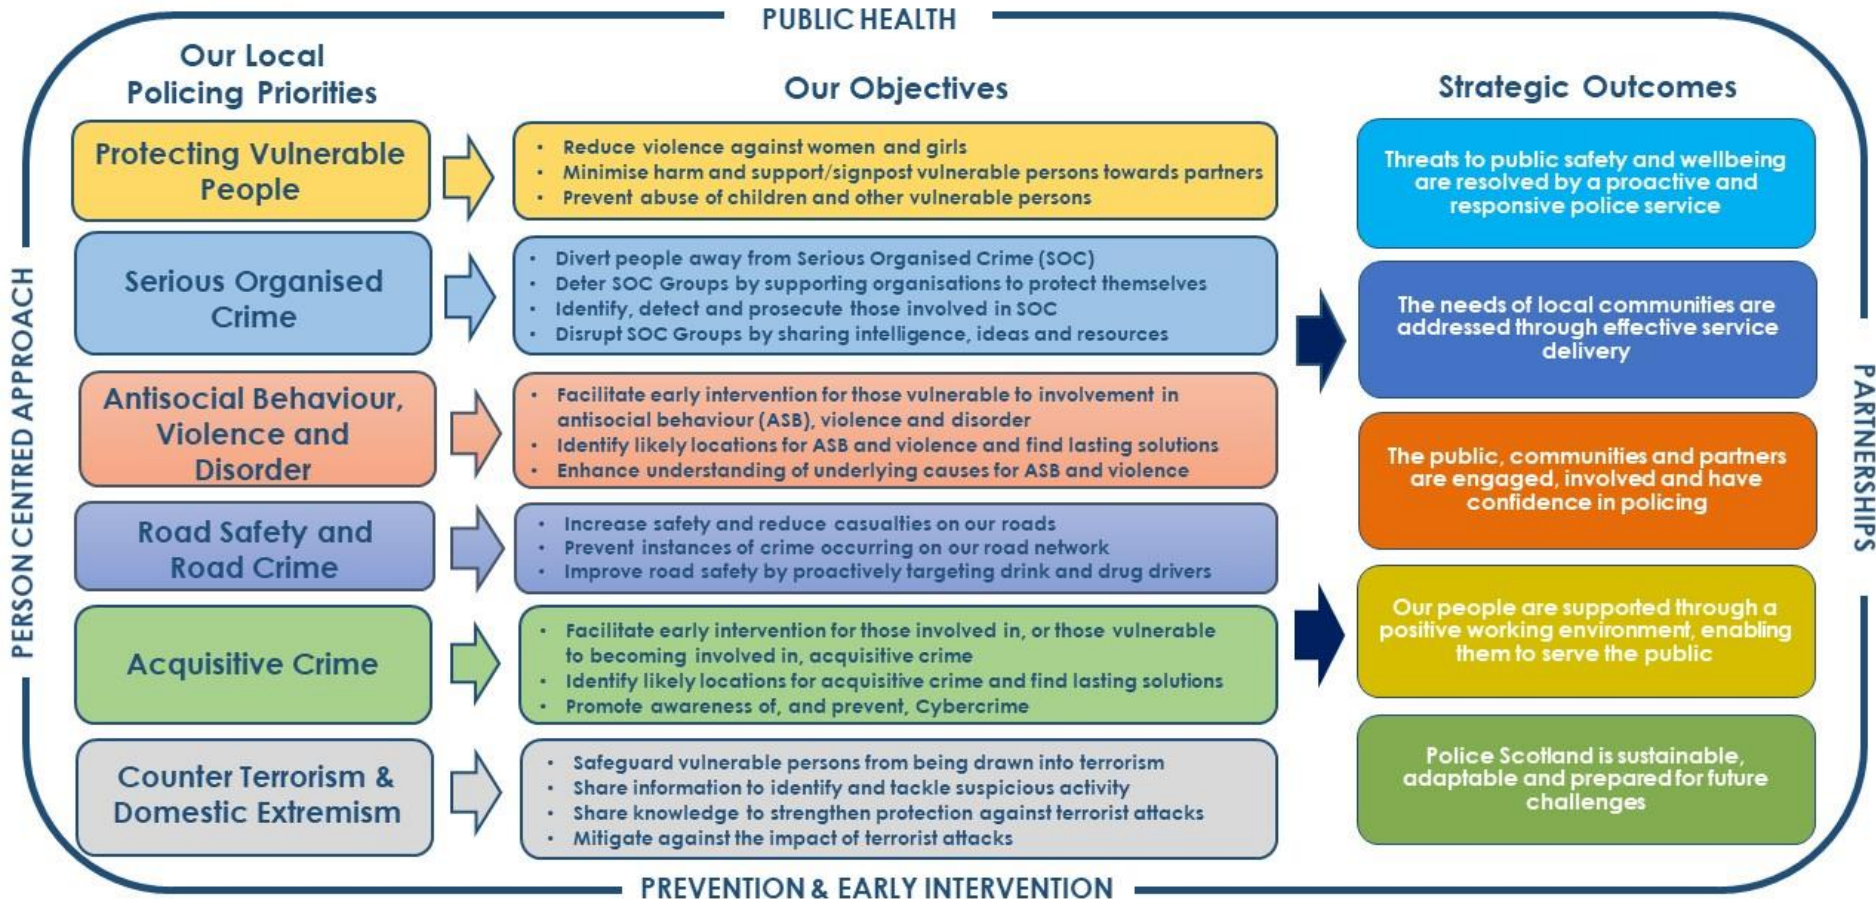 PUBLIC HEALTH
Our Local
Policing Priorities
Our Objectives
Strategic Outcomes
PERSON CENTRED APPROACH
Protecting Vulnerable
People
• Reduce violence against women and girls
• Minimise harm and support/signpost vulnerable persons towards partners
• Prevent abuse of children and other vulnerable persons
Serious Organised
Crime
• Divert people away from Serious Organised Crime (SOC)
• Deter SOC Groups by supporting organisations to protect themselves
• Identify, detect and prosecute those involved in SOC
• Disrupt SOC Groups by sharing intelligence, ideas and resources
Antisocial Behaviour,
Violence and
Disorder
• Facilitate early intervention for those vulnerable to involvement in
antisocial behaviour (ASB), violence and disorder
• Identify likely locations for ASB and violence and find lasting solutions
• Enhance understanding of underlying causes for ASB and violence
Road Safety and
Road Crime
• Increase safety and reduce casualties on our roads
• Prevent instances of crime occurring on our road network
• Improve road safety by proactively targeting drink and drug drivers
Acquisitive Crime
• Facilitate early intervention for those involved in, or those vulnerable
to becoming involved in, acquisitive crime
• Identify likely locations for acquisitive crime and find lasting solutions
• Promote awareness of, and prevent, Cybercrime
Counter Terrorism &
Domestic Extremism
• Safeguard vulnerable persons from being drawn into terrorism
• Share information to identify and tackle suspicious activity
• Share knowledge to strengthen protection against terrorist attacks
• Mitigate against the impact of terrorist attacks
Threats to public safety and wellbeing
are resolved by a proactive and
responsive police service
The needs of local communities are
addressed through effective service
delivery
The public, communities and partners
are engaged, involved and have
confidence in policing
Our people are supported through a
positive working environment, enabling
them to serve the public
Police Scotland is sustainable,
adaptable and prepared for future
challenges
PARTNERSHIPS
PREVENTION & EARLY INTERVENTION